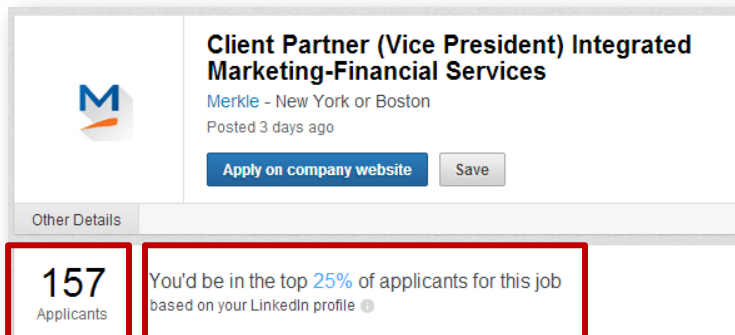 Client Partner (Vice President) Integrated
Marketing-Financial Services
Merkle - New York or Boston
Posted 3 days ago
Apply on company website
Save
Other Details
157
Applicants
You'd be in the top 25% of applicants for this job
based on your LinkedIn profile